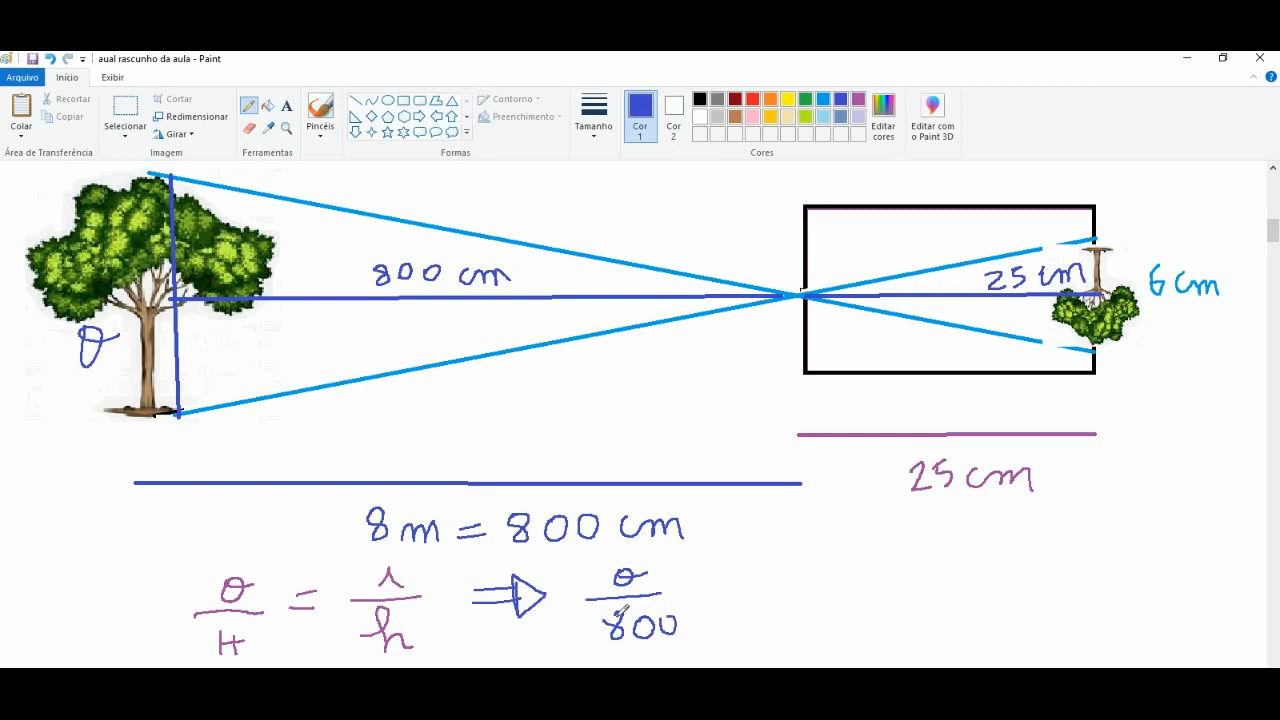 aual rascunho da aula - Paint
Arquivo Início Exibir
Colar
Recortar
Copiar
Área de Transferência
Selecionar
Cortar
Redimensionar
Girar
Imagem
A
Ferramentas
Pincéis
Contorno
Preenchimento
Formas
Tamanho
Cor 1
Cor 2
Cores
Editar cores
Editar com o Paint 3D
800 cm
25 cm
6 cm
O
25 cm
8 m = 800 cm
O/H = i/h ⇒ O/800